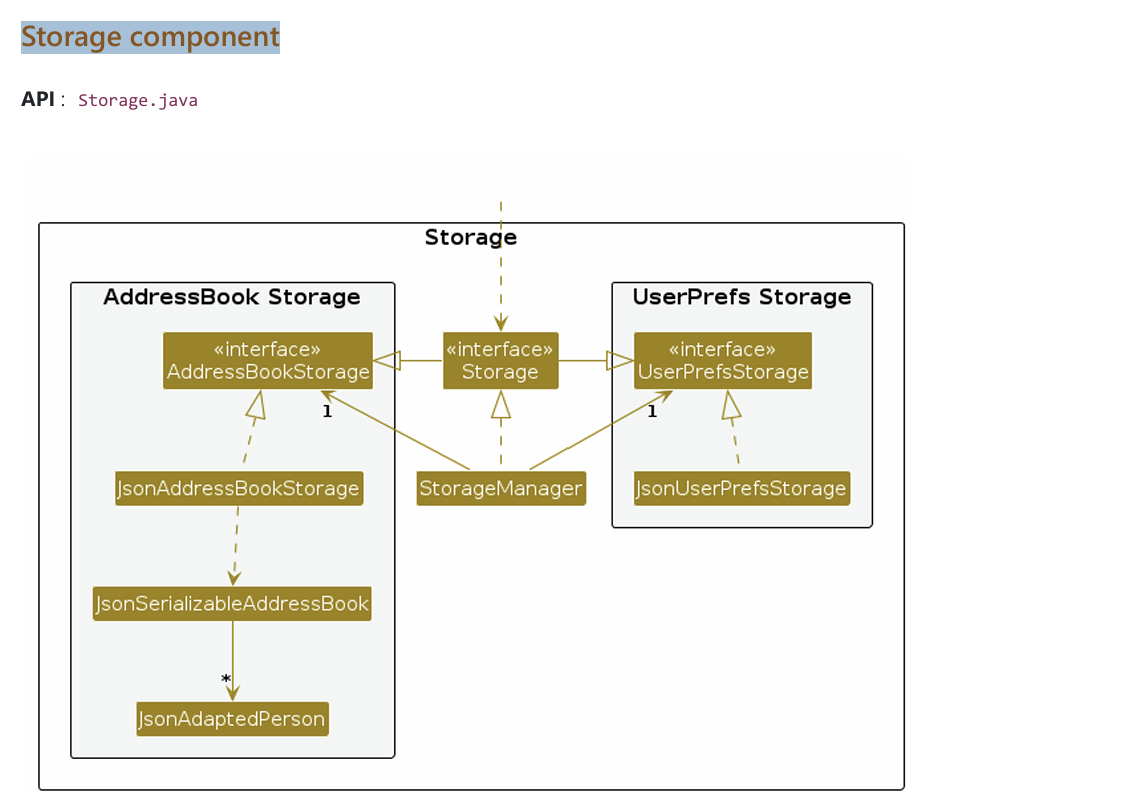 Storage component
API : Storage.java
Storage
AddressBook Storage
UserPrefs Storage
«interface»
AddressBookStorage
«interface»
Storage
«interface»
UserPrefsStorage
1
1
JsonAddressBookStorage
StorageManager
JsonUserPrefsStorage
JsonSerializableAddressBook
*
JsonAdaptedPerson